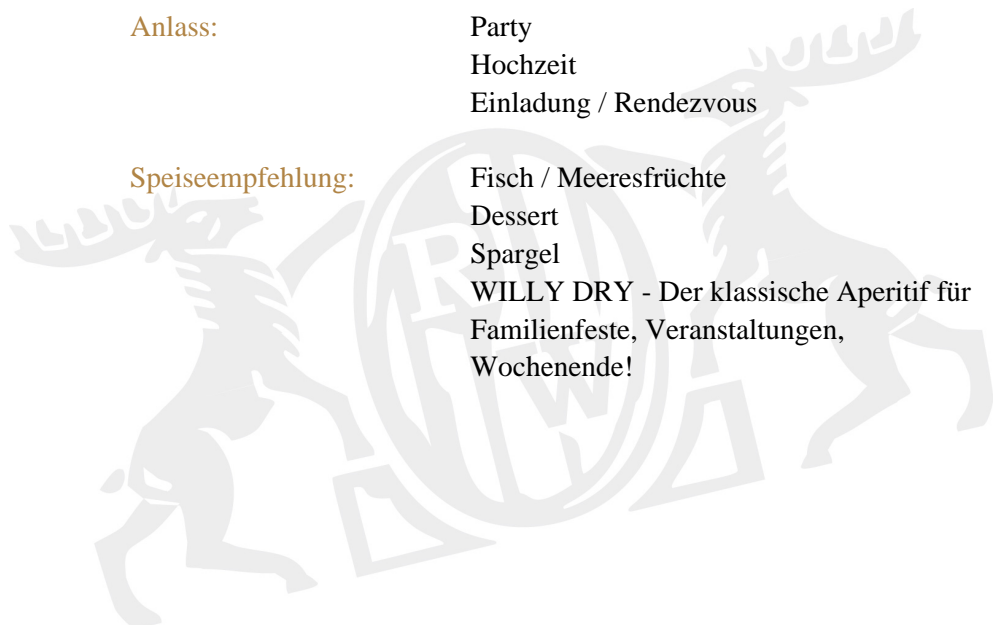 Anlass: Party
Hochzeit
Einladung / Rendezvous
Speiseempfehlung: Fisch / Meeresfrüchte
Dessert
Spargel
WILLY DRY - Der klassische Aperitif für
Familienfeste, Veranstaltungen,
Wochenende!
R
W